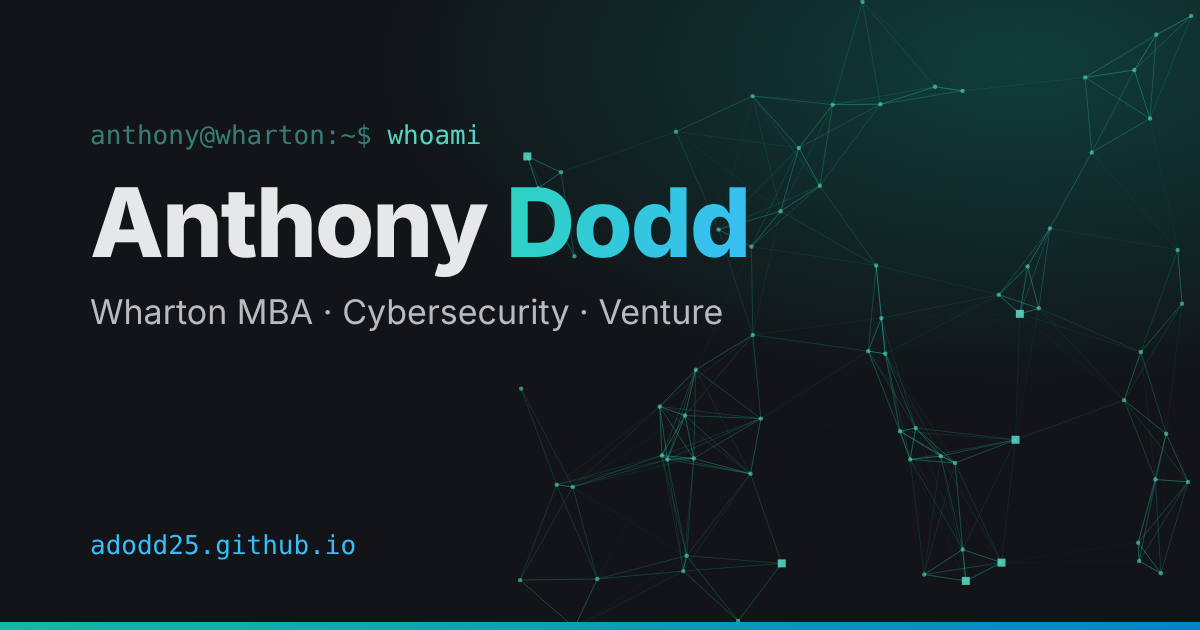 anthony@wharton:~$ whoami
Anthony Dodd
Wharton MBA · Cybersecurity · Venture
adodd25.github.io